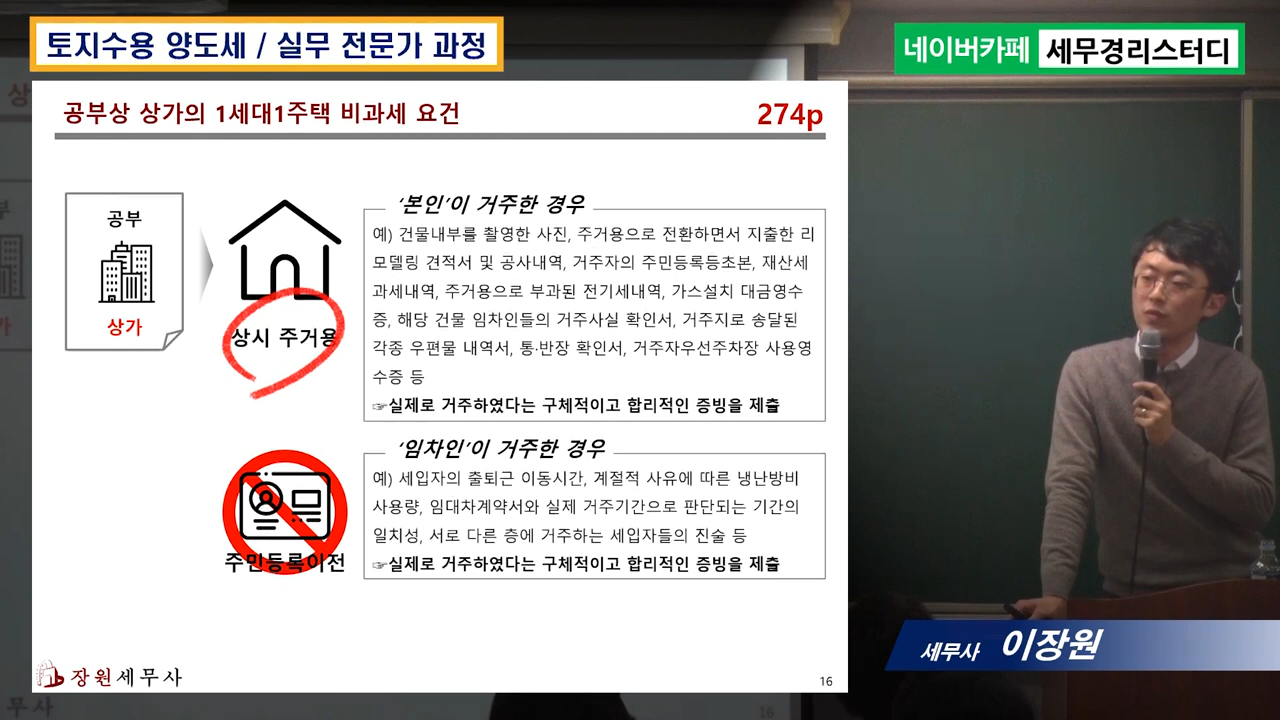 토지수용 양도세 / 실무 전문가 과정
네이버카페 세무경리스터디
공부상 상가의 1세대1주택 비과세 요건
274p
공부
상가
상시 주거용
‘본인’이 거주한 경우
예) 건물내부를 촬영한 사진, 주거용으로 전환하면서 지출한 리
모델링 견적서 및 공사내역, 거주자의 주민등록등초본, 재산세
과세내역, 주거용으로 부과된 전기세내역, 가스설치 대금영수
증, 해당 건물 임차인들의 거주사실 확인서, 거주지로 송달된
각종 우편물 내역서, 통·반장 확인서, 거주자우선주차장 사용영
수증 등
☞실제로 거주하였다는 구체적이고 합리적인 증빙을 제출
주민등록이전
‘임차인’이 거주한 경우
예) 세입자의 출퇴근 이동시간, 계절적 사유에 따른 냉난방비
사용량, 임대차계약서와 실제 거주기간으로 판단되는 기간의
일치성, 서로 다른 층에 거주하는 세입자들의 진술 등
☞실제로 거주하였다는 구체적이고 합리적인 증빙을 제출
세무사 이장원
장원세무사
16
무사
16